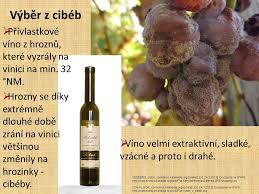 Výběr z cibéb
Přívlastkové
víno z hroznů,
které vyzrály na
vinici na min. 32
°NM.
Hrozny se díky
extrémně
dlouhé době
zrání na vinici
většinou
změnily na
hrozinky -
cibéby.
Víno velmi extraktivní, sladké,
vzácné a proto i drahé.